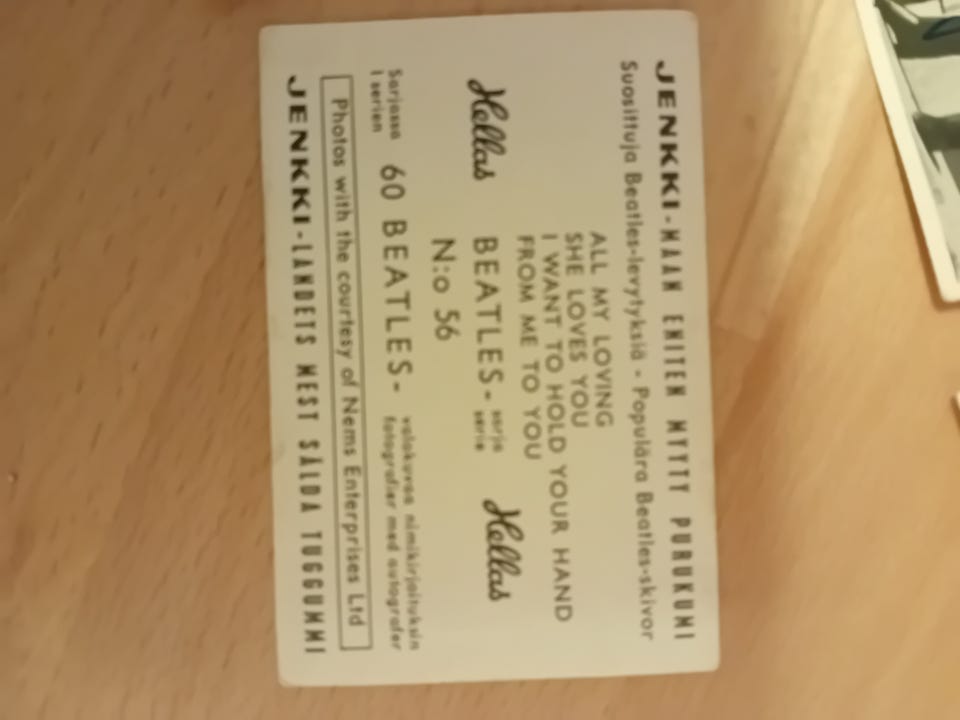 JENKKI-MAAN ENITEN MYYTY PURUKUMI
Suosittuja Beatles-levytyksiä - Populära Beatles-skivor
ALL MY LOVING
SHE LOVES YOU
I WANT TO HOLD YOUR HAND
FROM ME TO YOU
Hellas BEATLES- sarja serie Hellas
N:o 56
Sarjassa I serien 60 BEATLES- valokuvaa nimikirjoituksin fotografier med autografer
Photos with the courtesy of Nems Enterprises Ltd
JENKKI-LANDETS MEST SÅLDA TUGGUMMI